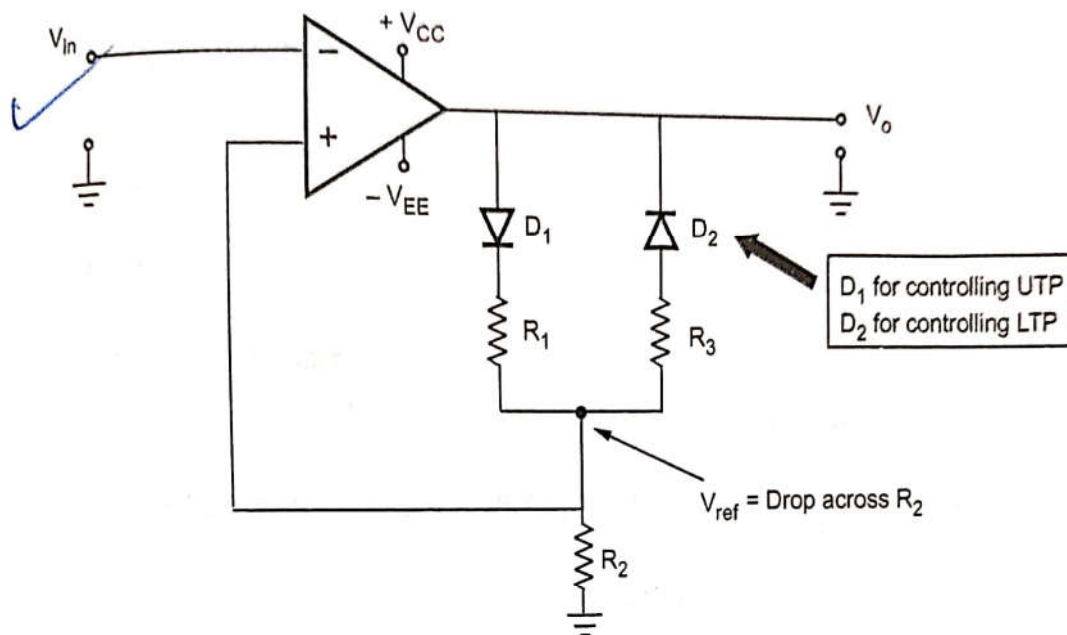 V_in
−
+
+ V_CC
− V_EE
V_o
D_1
D_2
R_1
R_3
D_1 for controlling UTP
D_2 for controlling LTP
V_ref = Drop across R_2
R_2